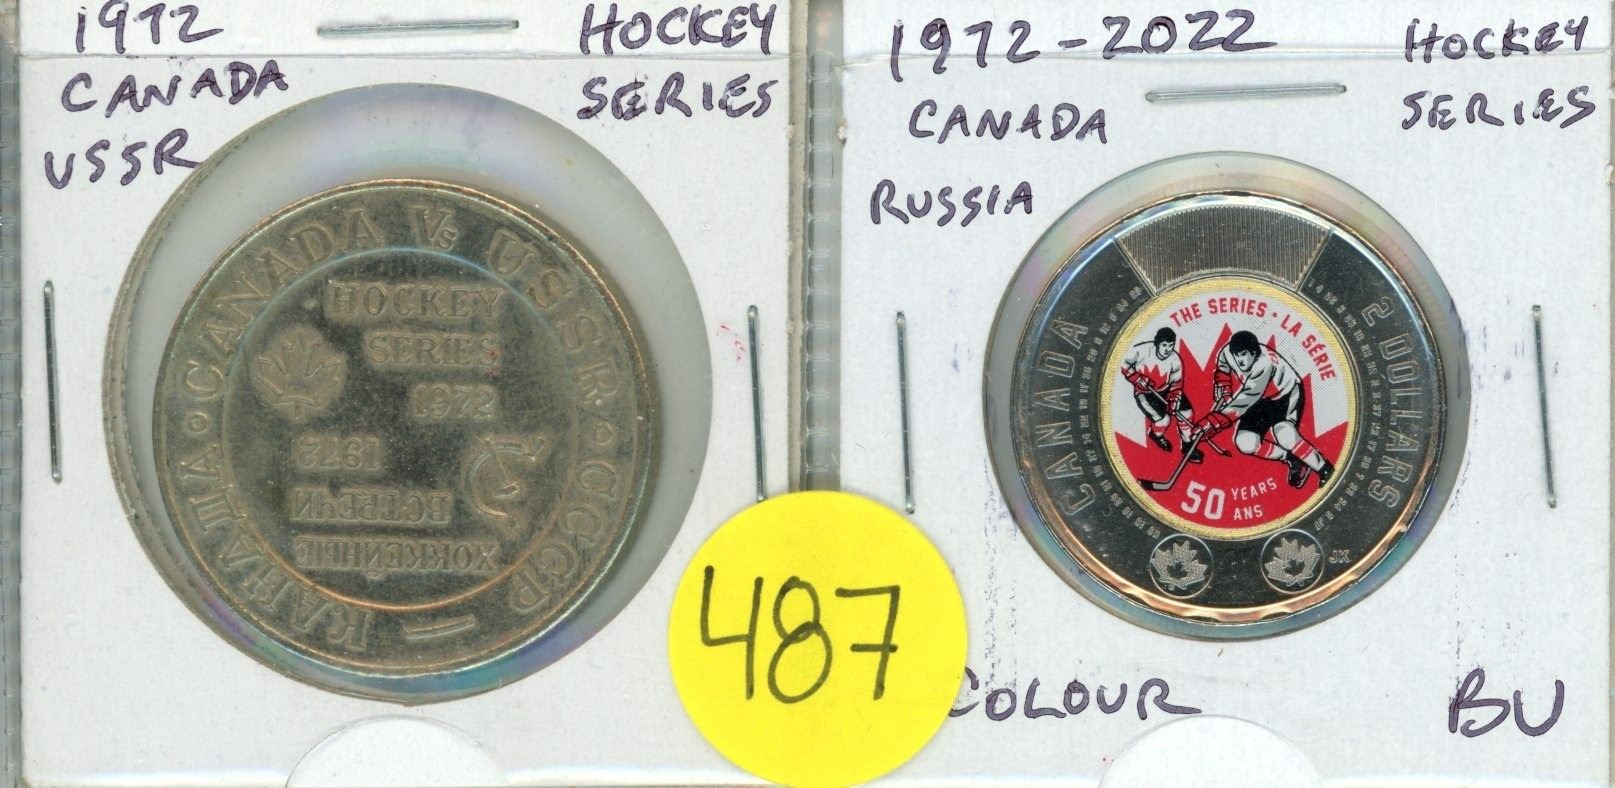 1972
CANADA
USSR
HOCKEY
SERIES
CANADA Vs USSR
HOCKEY
SERIES
1972
1972
ВСТРЕЧИ
ХОККЕЙНЫЕ
КАНАДА — СССР
487
1972-2022
CANADA
RUSSIA
HOCKEY
SERIES
THE SERIES • LA SÉRIE
CANADA
2 DOLLARS
50 YEARS
ANS
JK
COLOUR
BU